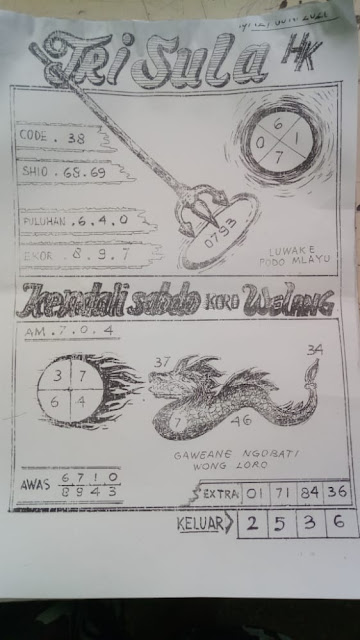 Tri Sula HK
CODE . 38
SHIO . 68.69
PULUHAN . 6.4.0
EKOR . 8.9.7
6
0 1
7
0793
LUWAKE
PODO MLAYU
Kendali sodo KORO WELANG
AM . 7 . 0 . 4
3 7
6 4
37
34
7
46
GAWEANE NGOBATI
WONG LORO
AWAS 6 7 1 0
8 9 4 3
EXTRA 01 71 84 36
KELUAR 2 5 3 6